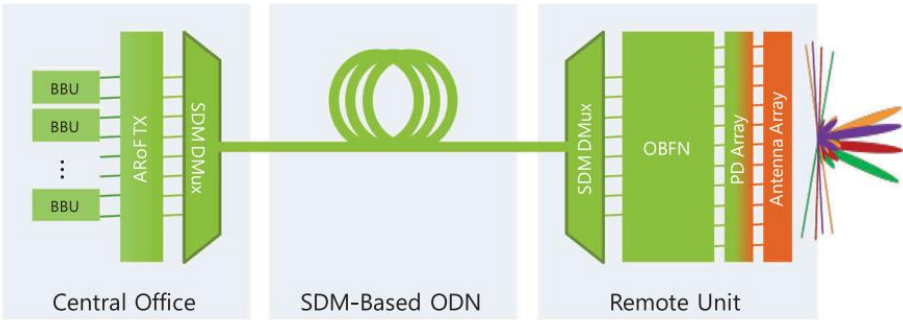 BBU
BBU
...
BBU
ARoF TX
SDM DMux
SDM DMux
OBFN
PD Array
Antenna Array
Central Office
SDM-Based ODN
Remote Unit